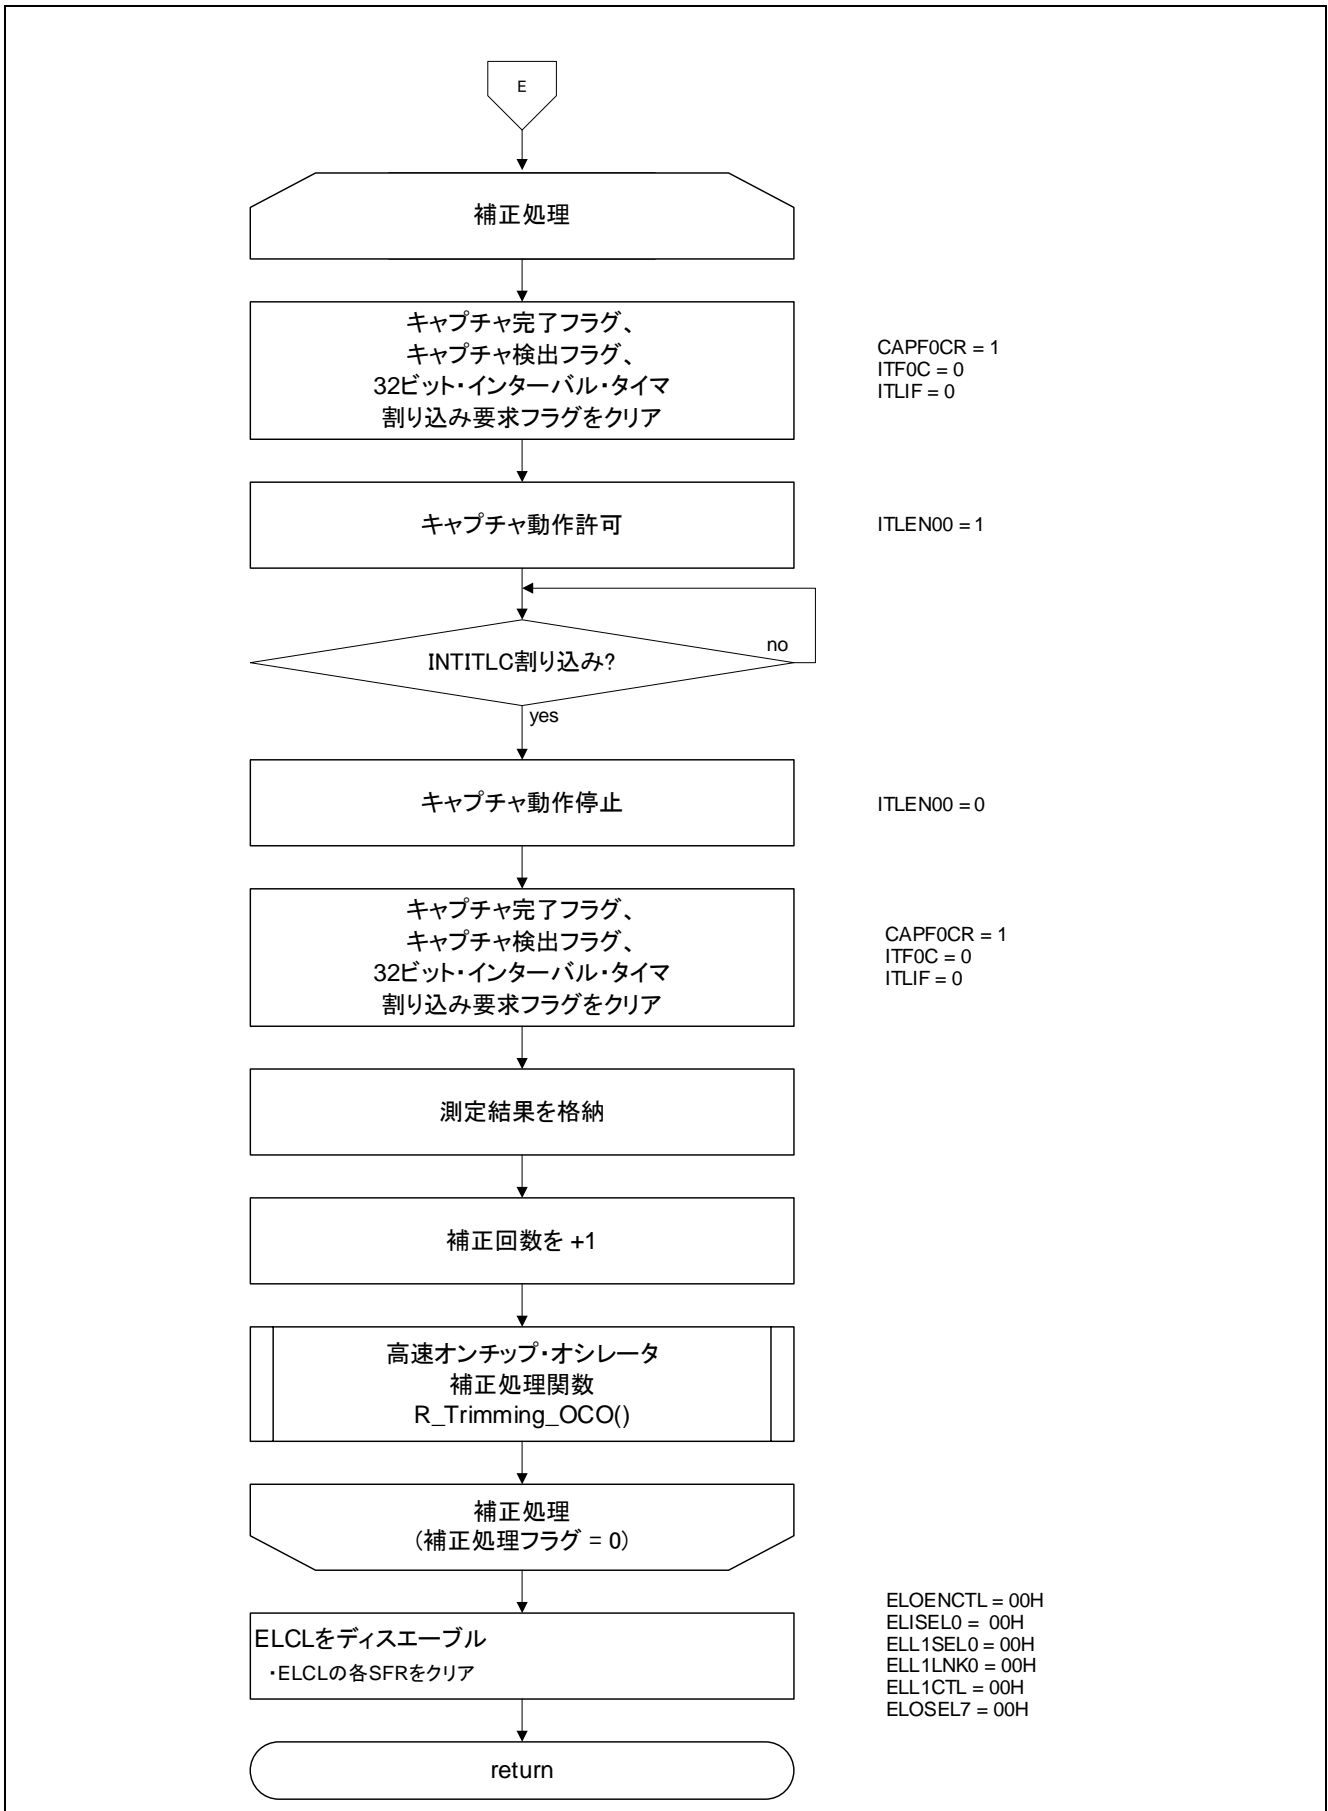 E
補正処理
キャプチャ完了フラグ、
キャプチャ検出フラグ、
32ビット・インターバル・タイマ
割り込み要求フラグをクリア
CAPF0CR = 1
ITF0C = 0
ITLIF = 0
キャプチャ動作許可
ITLEN00 = 1
INTITLC割り込み?
no
yes
キャプチャ動作停止
ITLEN00 = 0
キャプチャ完了フラグ、
キャプチャ検出フラグ、
32ビット・インターバル・タイマ
割り込み要求フラグをクリア
CAPF0CR = 1
ITF0C = 0
ITLIF = 0
測定結果を格納
補正回数を +1
高速オンチップ・オシレータ
補正処理関数
R_Trimming_OCO()
補正処理
(補正処理フラグ = 0)
ELCLをディスエーブル
・ELCLの各SFRをクリア
ELOENCTL = 00H
ELISEL0 = 00H
ELL1SEL0 = 00H
ELL1LNK0 = 00H
ELL1CTL = 00H
ELOSEL7 = 00H
return